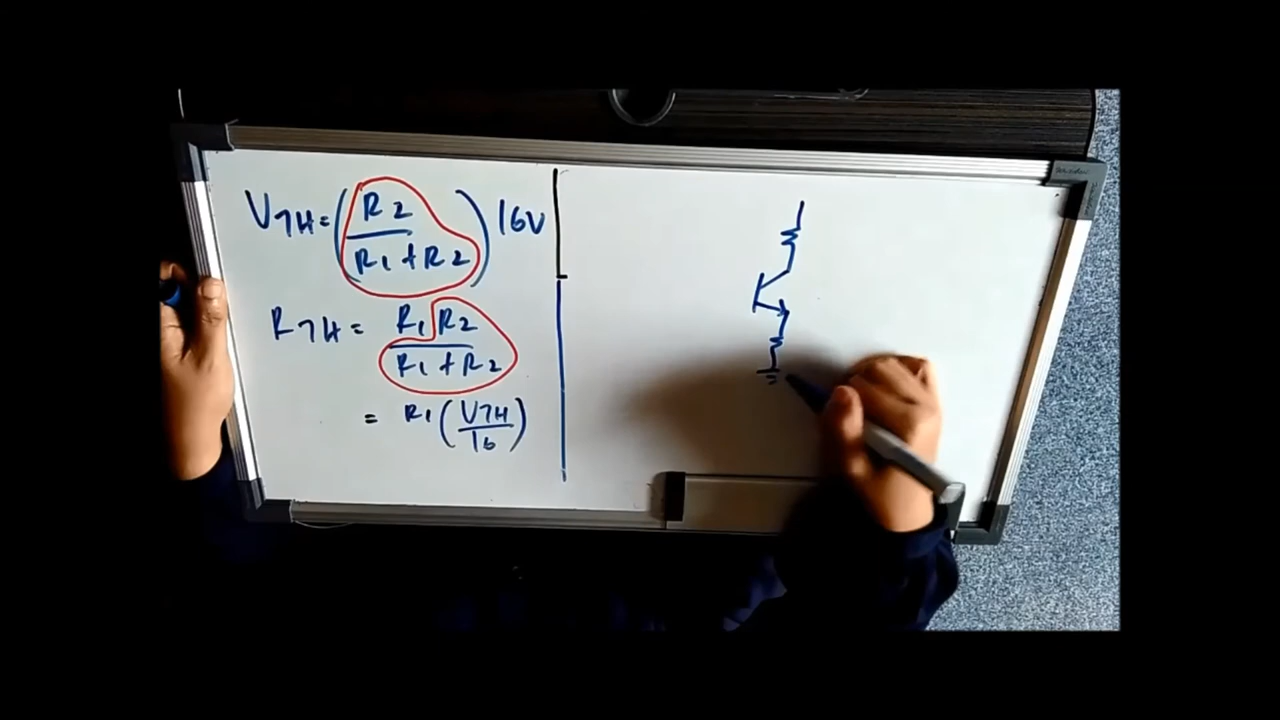 VTH = (R2 / R1 + R2) 16V
RTH = R1 R2 / R1 + R2
= R1 (VTH / 16)